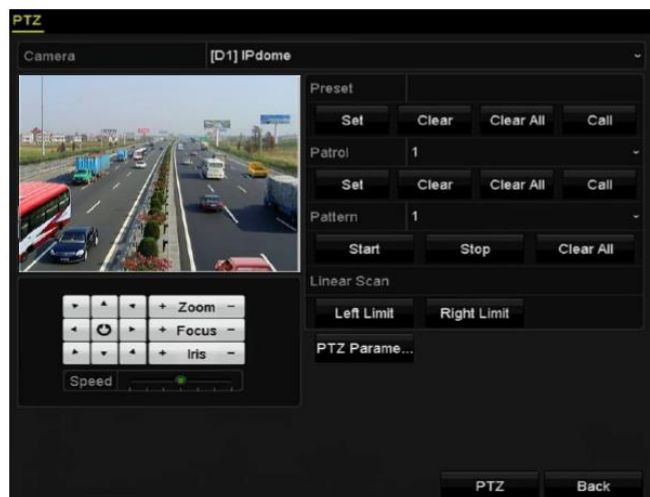 PTZ
Camera [D1] IPdome
Preset
Set Clear Clear All Call
Patrol 1
Set Clear Clear All Call
Pattern 1
Start Stop Clear All
Linear Scan
Left Limit Right Limit
PTZ Parame...
+ Zoom −
+ Focus −
+ Iris −
Speed
PTZ Back